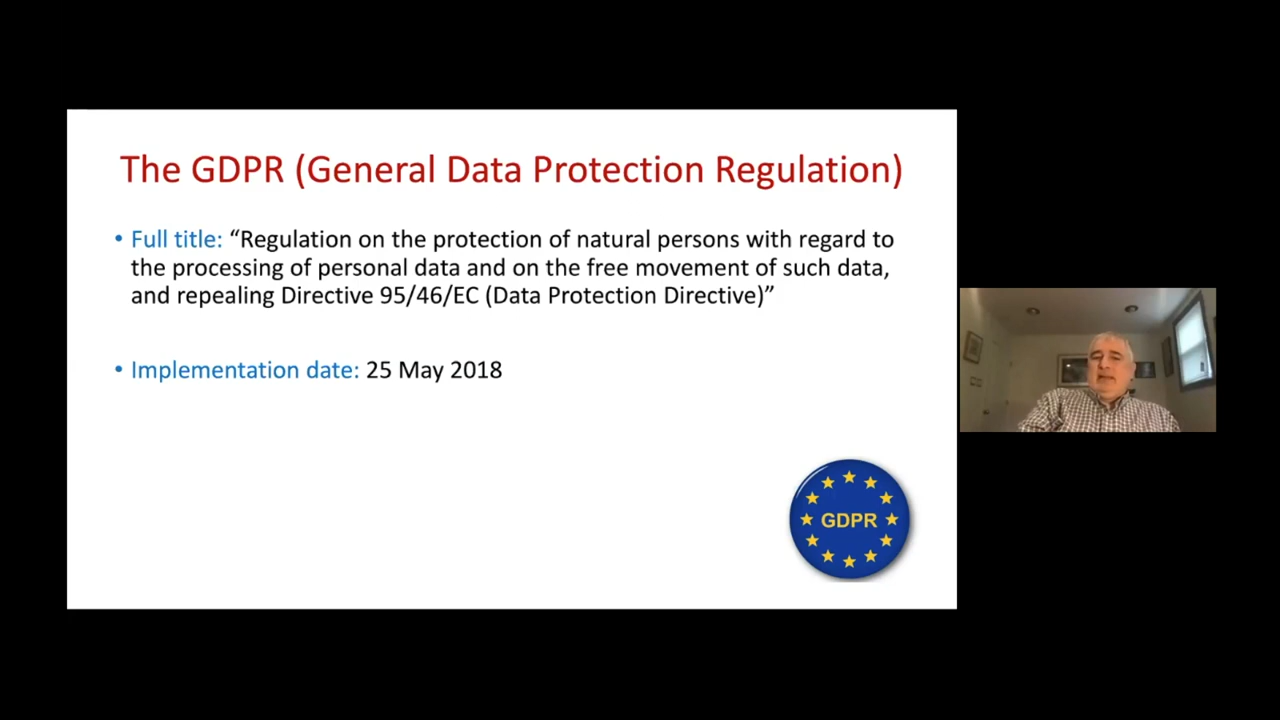 The GDPR (General Data Protection Regulation)
• Full title: “Regulation on the protection of natural persons with regard to
the processing of personal data and on the free movement of such data,
and repealing Directive 95/46/EC (Data Protection Directive)”
• Implementation date: 25 May 2018
GDPR